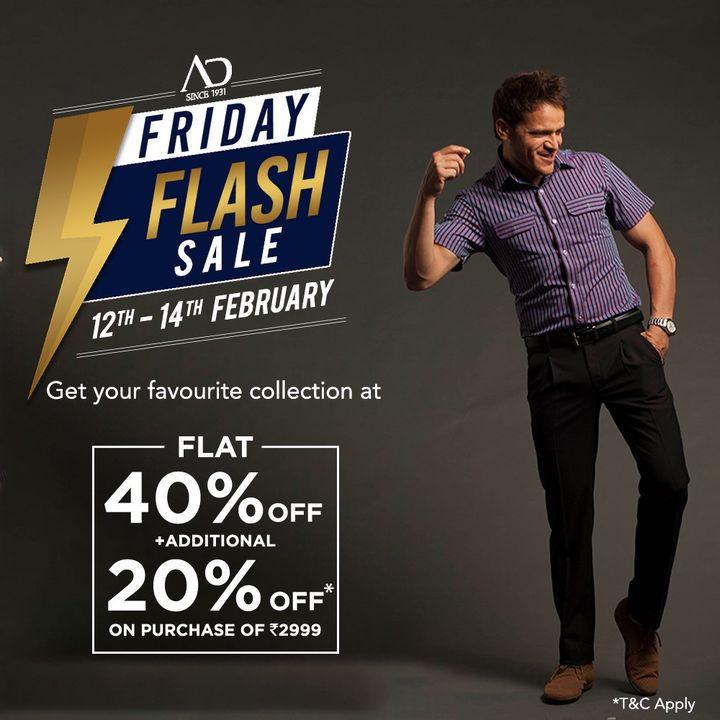 AD
SINCE 1931
FRIDAY
FLASH
SALE
12TH – 14TH FEBRUARY
Get your favourite collection at
FLAT
40% OFF
+ADDITIONAL
20% OFF*
ON PURCHASE OF ₹2999
*T&C Apply